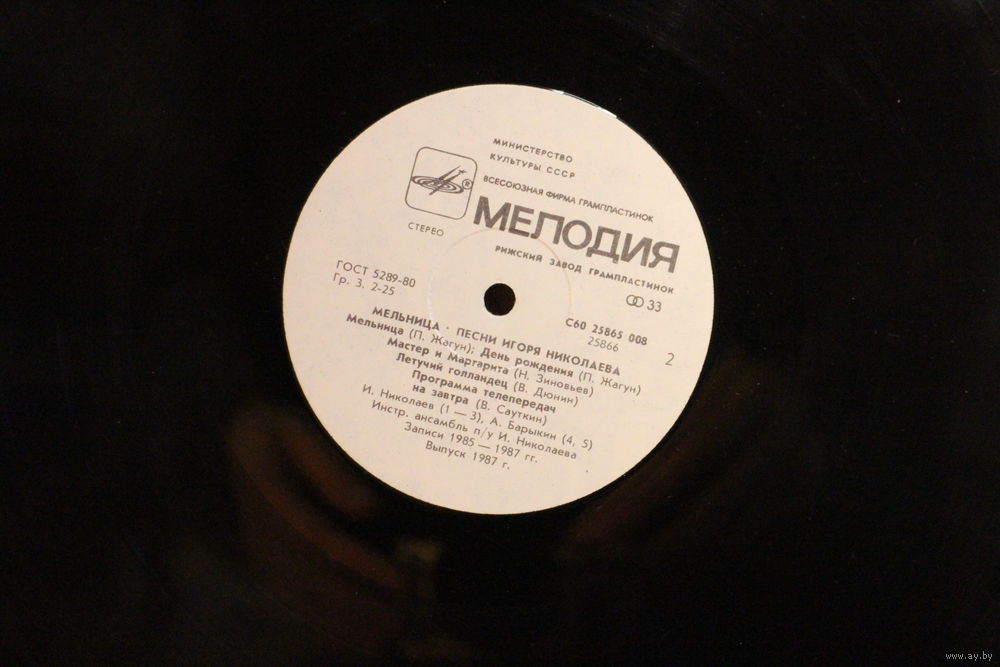 МИНИСТЕРСТВО
КУЛЬТУРЫ СССР
ВСЕСОЮЗНАЯ ФИРМА ГРАМПЛАСТИНОК
МЕЛОДИЯ
®
СТЕРЕО
РИЖСКИЙ ЗАВОД ГРАМПЛАСТИНОК
33
ГОСТ 5289-80
Гр. 3. 2-25
С60 25865 008
25866
2
МЕЛЬНИЦА · ПЕСНИ ИГОРЯ НИКОЛАЕВА
Мельница (П. Жагун); День рождения (П. Жагун)
Мастер и Маргарита (Н. Зиновьев)
Летучий голландец (В. Дюнин)
Программа телепередач
на завтра (В. Сауткин)
И. Николаев (1 — 3), А. Барыкин (4, 5)
Инстр. ансамбль п/у И. Николаева
Записи 1985 — 1987 гг.
Выпуск 1987 г.
www.ay.by